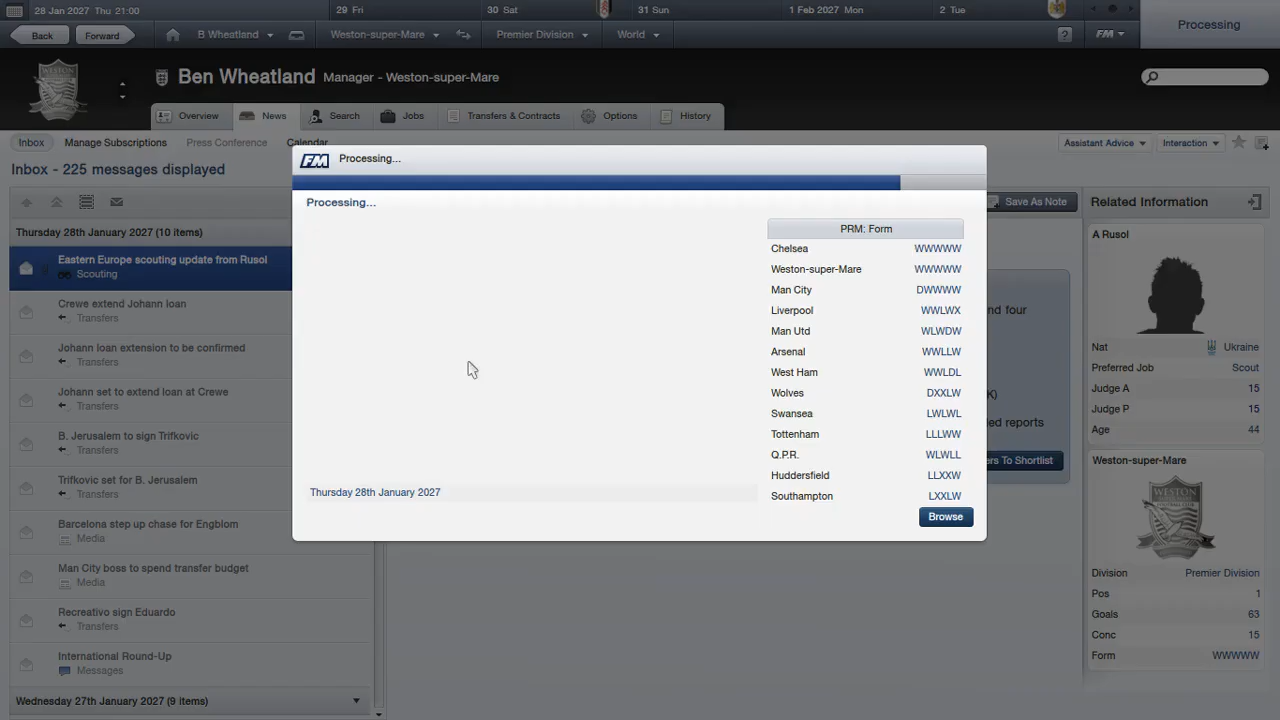 28 Jan 2027 Thu 21:00
29 Fri
30 Sat
31 Sun
1 Feb 2027 Mon
2 Tue
Processing
Back
Forward
B Wheatland
Weston-super-Mare
Premier Division
World
?
FM
Ben Wheatland Manager - Weston-super-Mare
Overview
News
Search
Jobs
Transfers & Contracts
Options
History
Inbox
Manage Subscriptions
Press Conference
Calendar
Assistant Advice
Interaction
Inbox - 225 messages displayed
Thursday 28th January 2027 (10 items)
Eastern Europe scouting update from Rusol
Scouting
Crewe extend Johann loan
Transfers
Johann loan extension to be confirmed
Transfers
Johann set to extend loan at Crewe
Transfers
B. Jerusalem to sign Trifkovic
Transfers
Trifkovic set for B. Jerusalem
Transfers
Barcelona step up chase for Engblom
Media
Man City boss to spend transfer budget
Media
Recreativo sign Eduardo
Transfers
International Round-Up
Messages
Wednesday 27th January 2027 (9 items)
FM Processing...
Processing...
PRM: Form
Chelsea WWWWW
Weston-super-Mare WWWWW
Man City DWWWW
Liverpool WWLWX
Man Utd WLWDW
Arsenal WWLLW
West Ham WWLDL
Wolves DXXLW
Swansea LWLWL
Tottenham LLLWW
Q.P.R. WLWLL
Huddersfield LLXXW
Southampton LXXLW
Thursday 28th January 2027
Browse
Save As Note
nd four
K)
ed reports
ers To Shortlist
Related Information
A Rusol
Nat Ukraine
Preferred Job Scout
Judge A 15
Judge P 15
Age 44
Weston-super-Mare
Division Premier Division
Pos 1
Goals 63
Conc 15
Form WWWWW